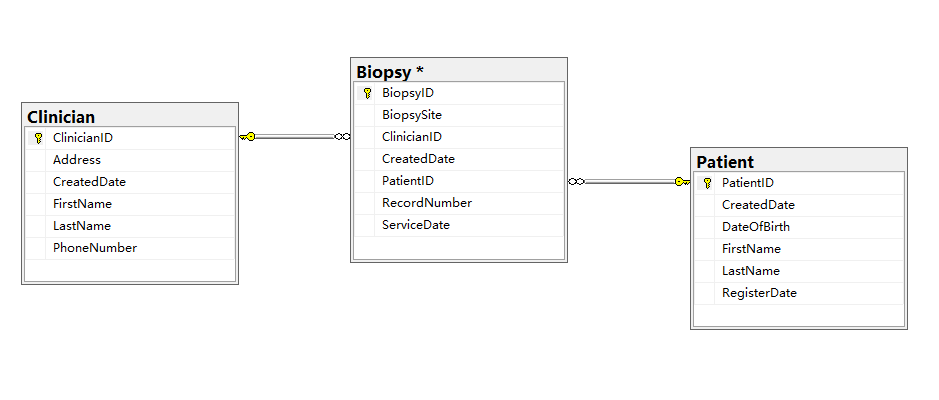 Clinician
ClinicianID
Address
CreatedDate
FirstName
LastName
PhoneNumber
Biopsy *
BiopsyID
BiopsySite
ClinicianID
CreatedDate
PatientID
RecordNumber
ServiceDate
Patient
PatientID
CreatedDate
DateOfBirth
FirstName
LastName
RegisterDate